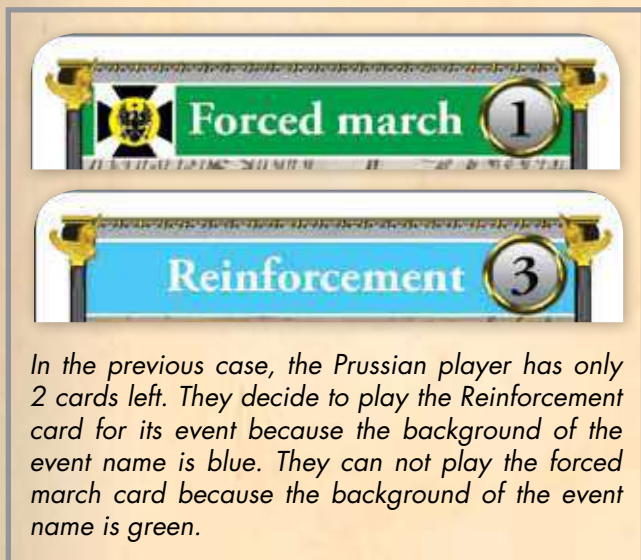 Forced march 1
Reinforcement 3
In the previous case, the Prussian player has only
2 cards left. They decide to play the Reinforcement
card for its event because the background of the
event name is blue. They can not play the forced
march card because the background of the event
name is green.